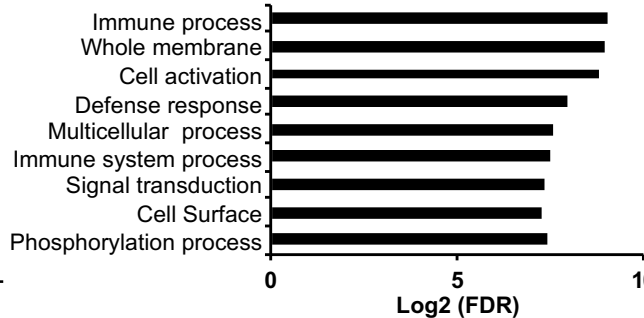 Immune process
Whole membrane
Cell activation
Defense response
Multicellular  process
Immune system process
Signal transduction
Cell Surface
Phosphorylation process
0 5 1
Log2 (FDR)